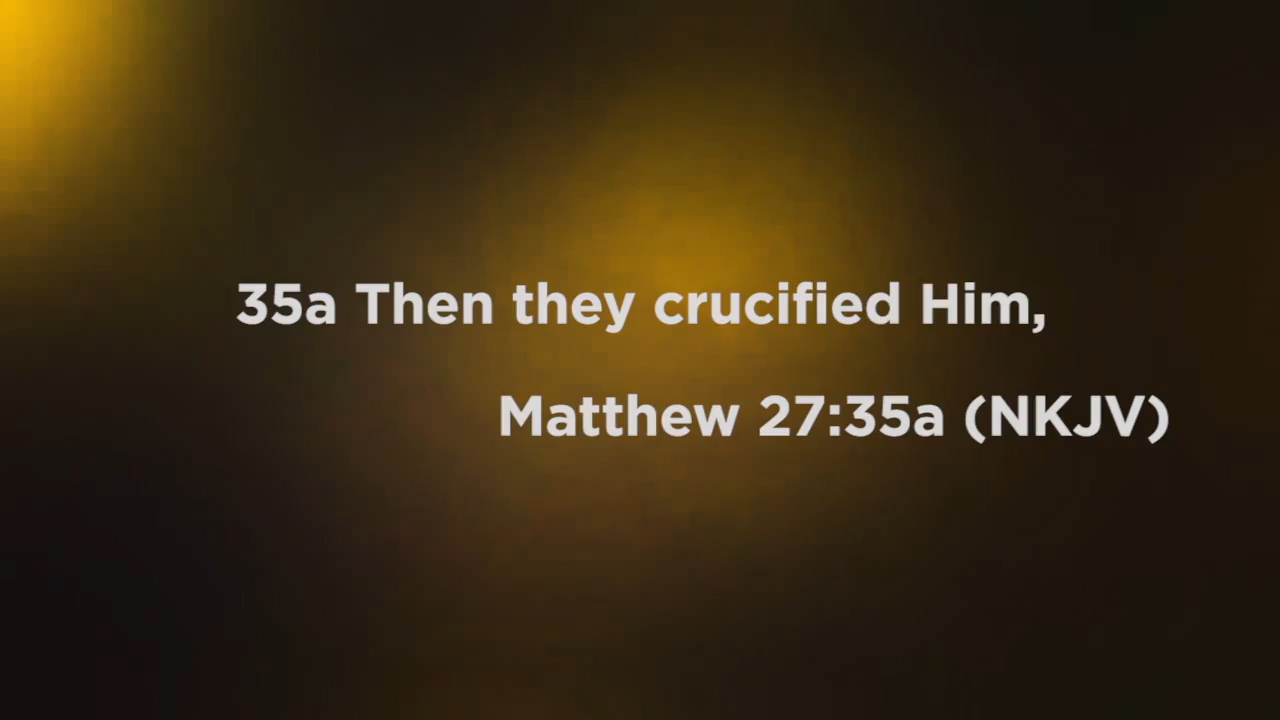 35a Then they crucified Him,
Matthew 27:35a (NKJV)